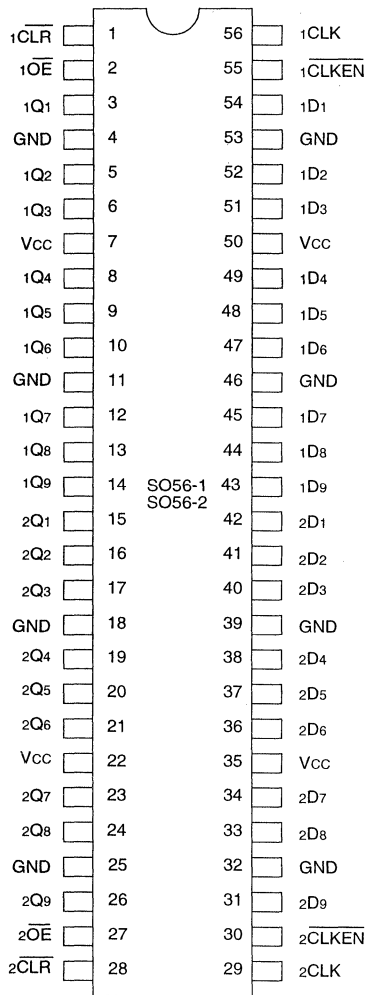 1CLR 1 56 1CLK
1OE 2 55 1CLKEN
1Q1 3 54 1D1
GND 4 53 GND
1Q2 5 52 1D2
1Q3 6 51 1D3
VCC 7 50 VCC
1Q4 8 49 1D4
1Q5 9 48 1D5
1Q6 10 47 1D6
GND 11 46 GND
1Q7 12 45 1D7
1Q8 13 44 1D8
1Q9 14 SO56-1 43 1D9
SO56-2
2Q1 15 42 2D1
2Q2 16 41 2D2
2Q3 17 40 2D3
GND 18 39 GND
2Q4 19 38 2D4
2Q5 20 37 2D5
2Q6 21 36 2D6
VCC 22 35 VCC
2Q7 23 34 2D7
2Q8 24 33 2D8
GND 25 32 GND
2Q9 26 31 2D9
2OE 27 30 2CLKEN
2CLR 28 29 2CLK